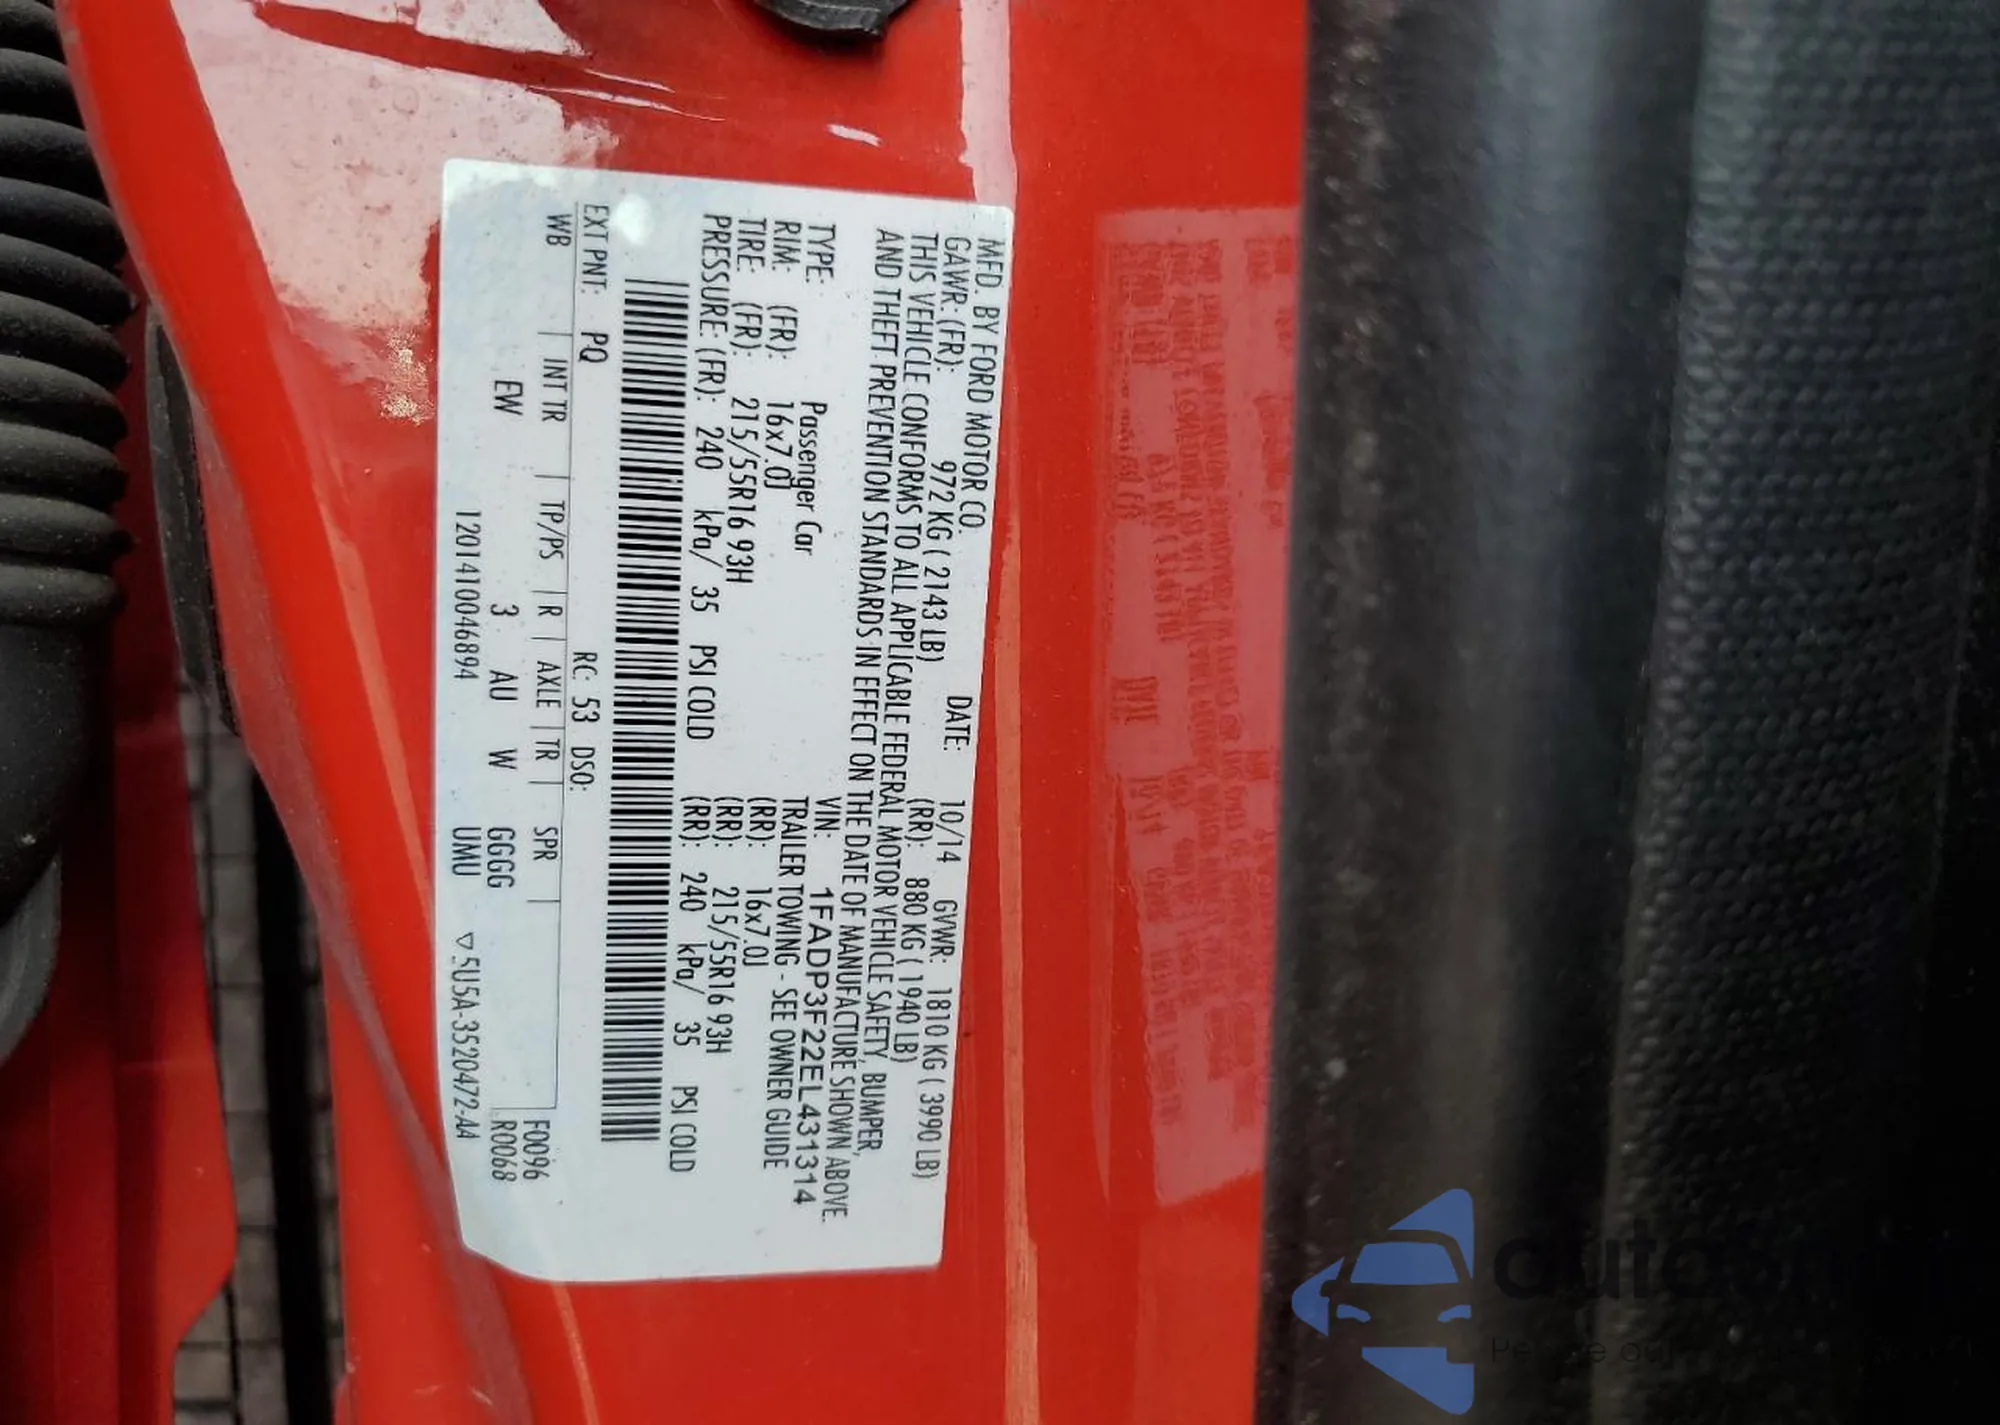 MFD. BY FORD MOTOR CO.
DATE: 10/14 GVWR: 1810 KG ( 3990 LB)
GAWR: (FR): 972 KG ( 2143 LB) (RR): 880 KG ( 1940 LB)
THIS VEHICLE CONFORMS TO ALL APPLICABLE FEDERAL MOTOR VEHICLE SAFETY, BUMPER,
AND THEFT PREVENTION STANDARDS IN EFFECT ON THE DATE OF MANUFACTURE SHOWN ABOVE.
VIN: 1FADP3F22EL431314
TYPE: Passenger Car TRAILER TOWING - SEE OWNER GUIDE
RIM: (FR): 16x7.0J (RR): 16x7.0J
TIRE: (FR): 215/55R16 93H (RR): 215/55R16 93H
PRESSURE: (FR): 240 kPa/ 35 PSI COLD (RR): 240 kPa/ 35 PSI COLD
EXT PNT: PQ RC: 53 DSO:
WB | INT TR | TP/PS | R | AXLE | TR | SPR | F0096
EW 3 AU W GGGG R0068
120141004689​4 UMU ▽5U5A-3520472-AA